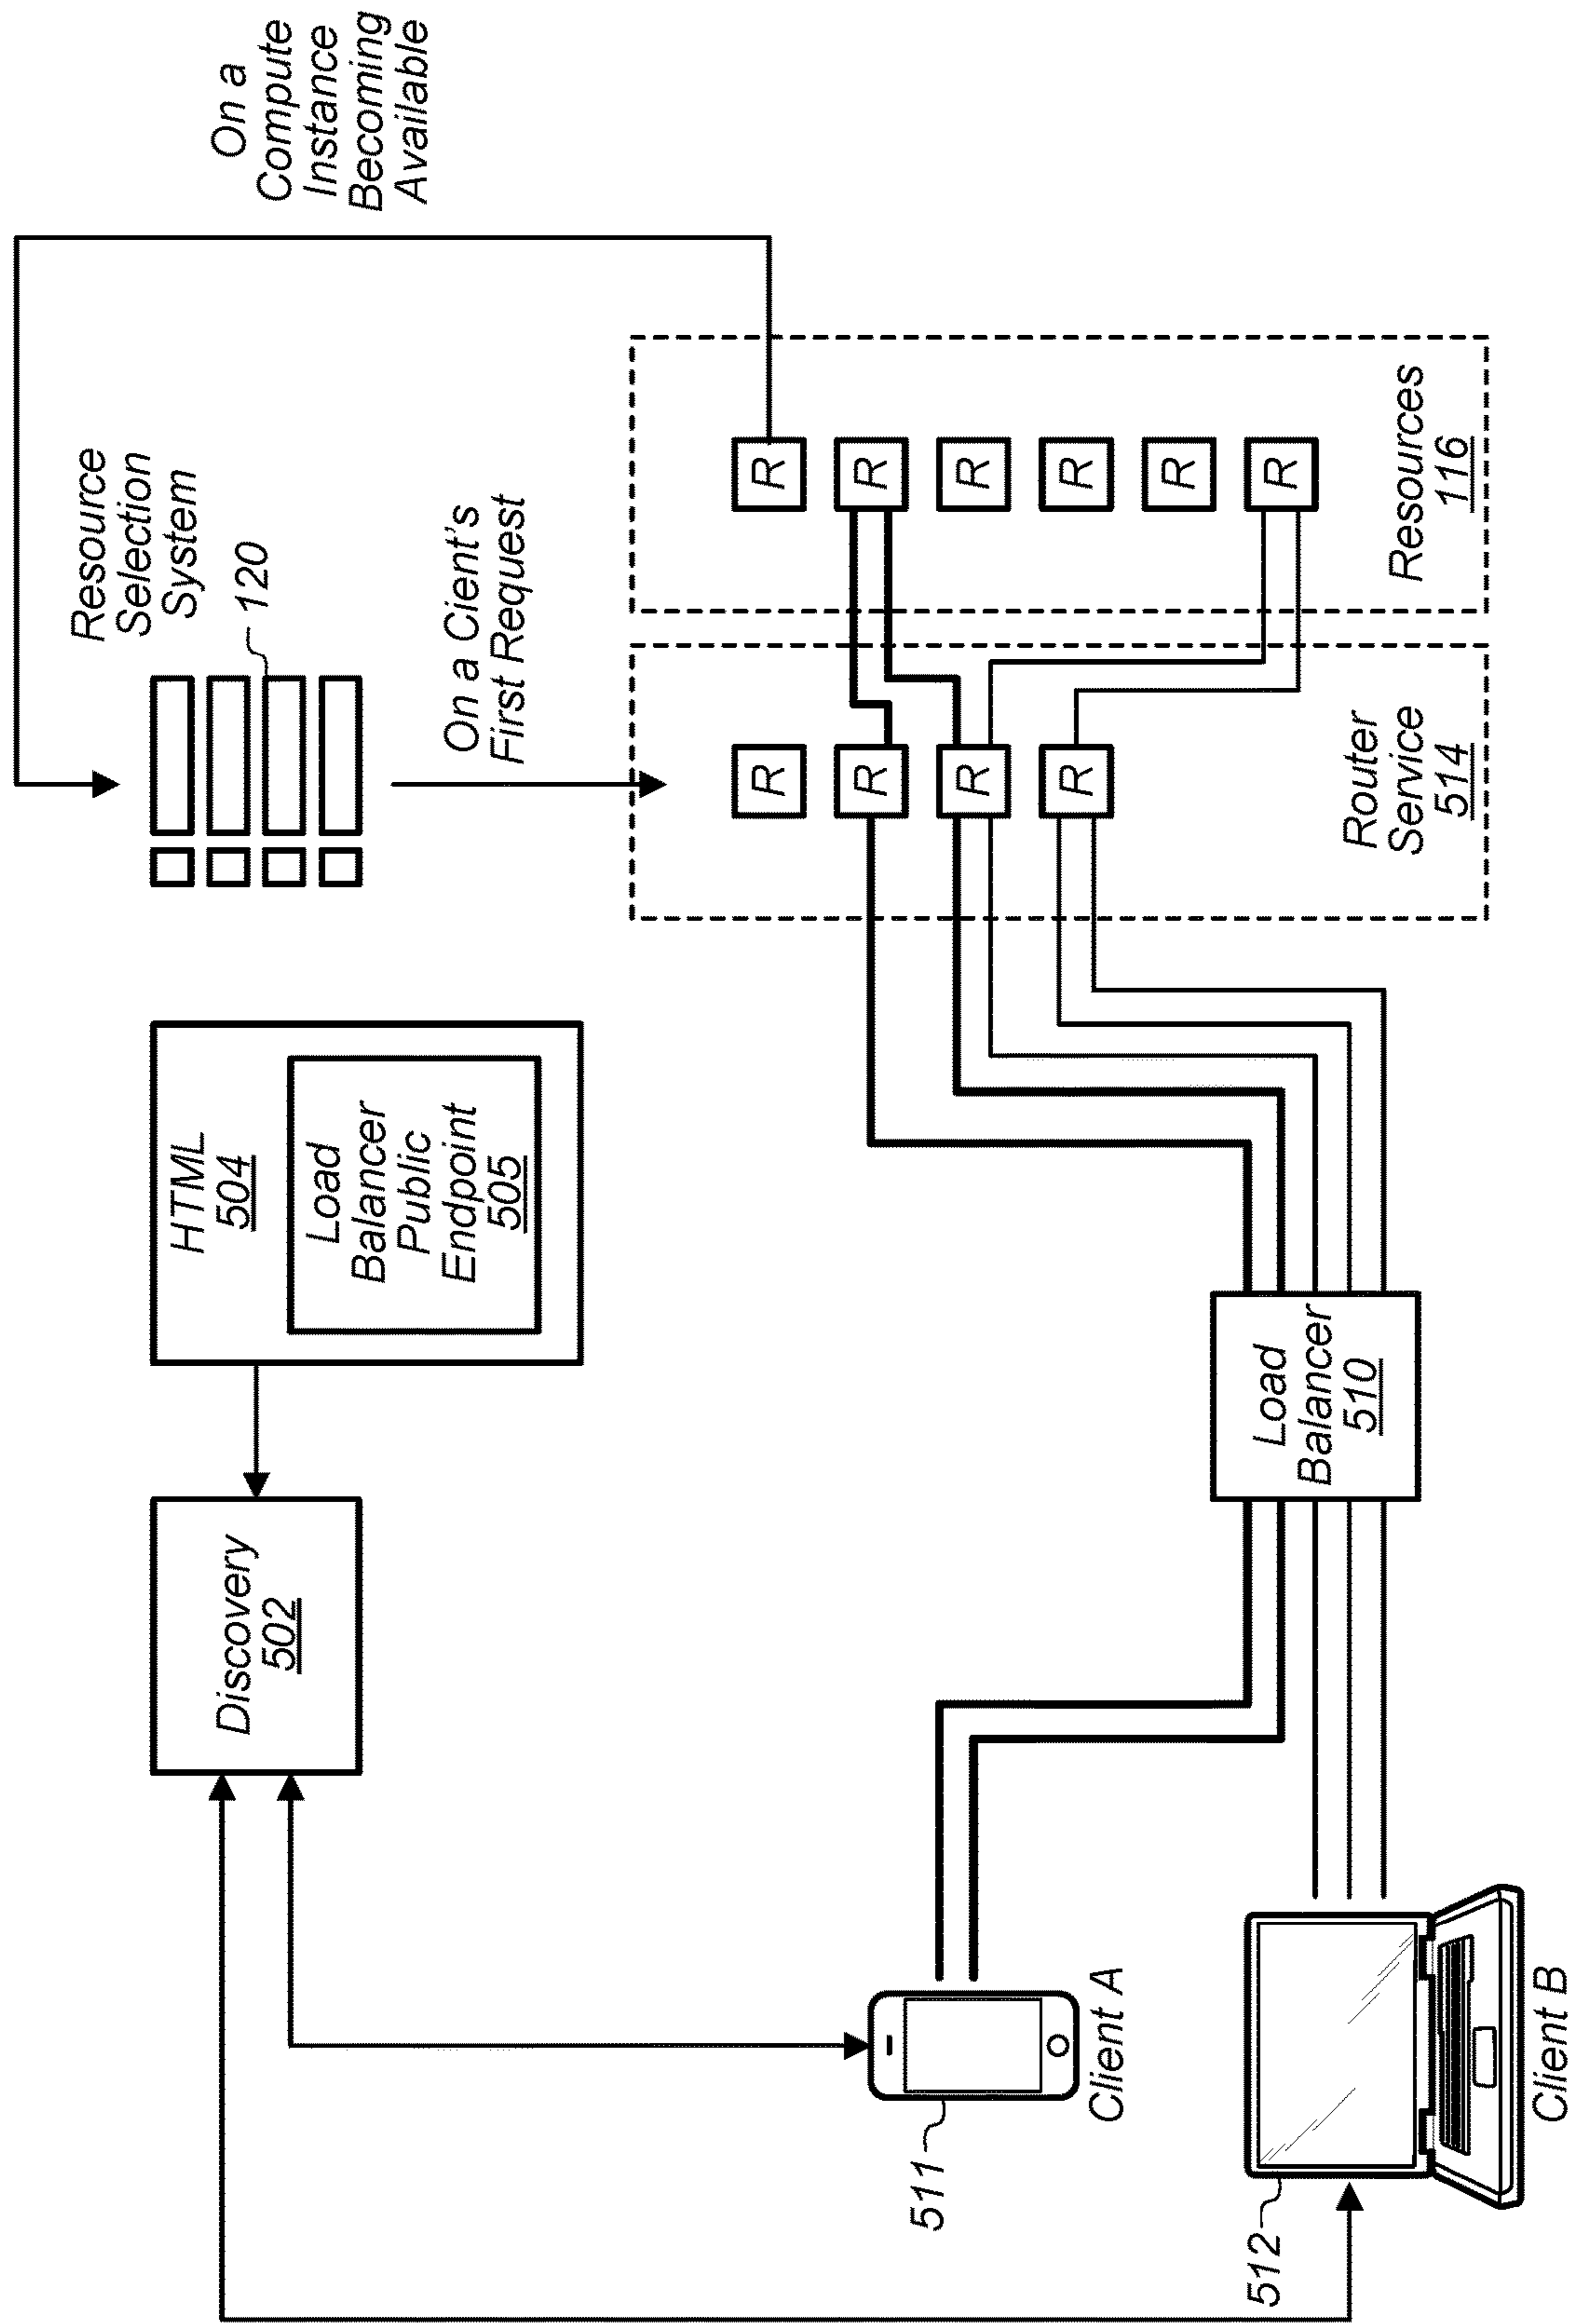 On a
Compute
Instance
Becoming
Available
Resource
Selection
System
120
On a Cient's
First Request
HTML
504
Load
Balancer
Public
Endpoint
505
Discovery
502
R
R
R
R
R
R
Resources
116
R
R
R
R
Router
Service
514
Load
Balancer
510
511
Client A
512
Client B